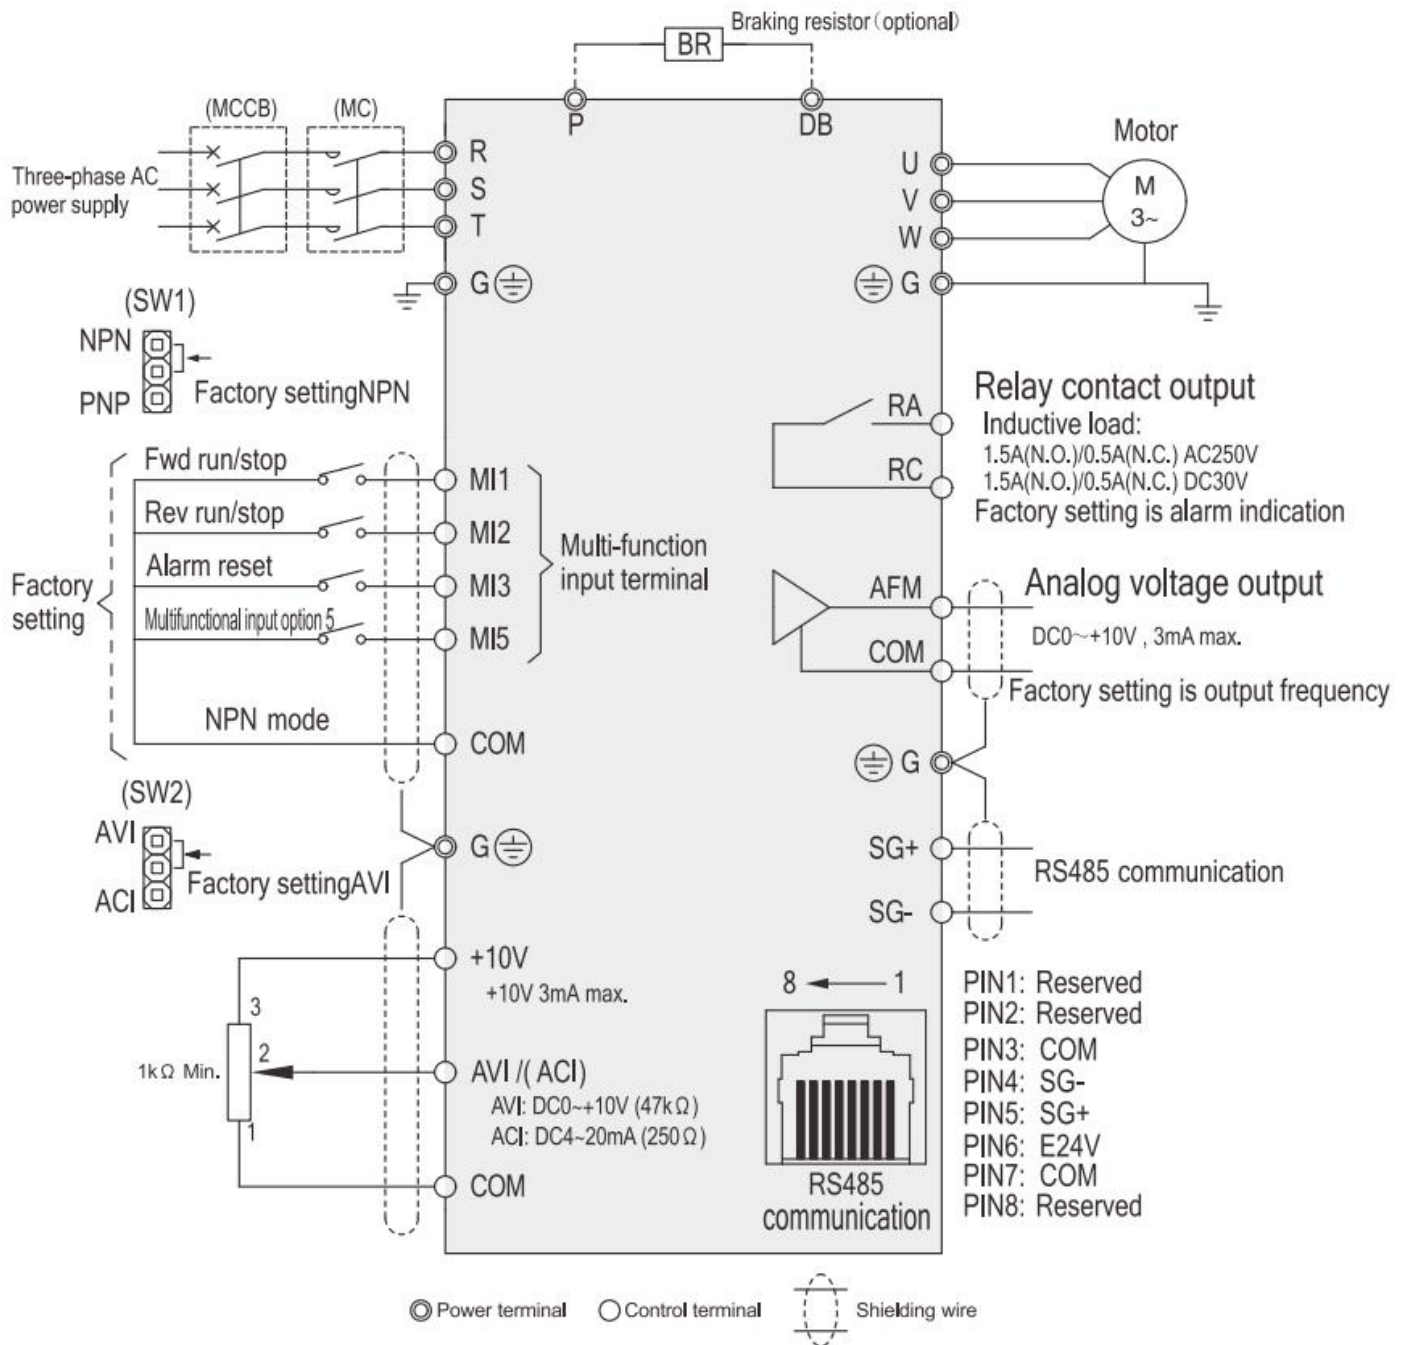 Braking resistor (optional)
BR
P
DB
(MCCB)
(MC)
Three-phase AC
power supply
R
S
T
G
U
V
W
G
Motor
M
3~
(SW1)
NPN
PNP
Factory settingNPN
Factory
setting
Fwd run/stop
Rev run/stop
Alarm reset
Multifunctional input option 5
NPN mode
MI1
MI2
MI3
MI5
COM
Multi-function
input terminal
RA
RC
Relay contact output
Inductive load:
1.5A(N.O.)/0.5A(N.C.) AC250V
1.5A(N.O.)/0.5A(N.C.) DC30V
Factory setting is alarm indication
AFM
COM
Analog voltage output
DC0~+10V , 3mA max.
Factory setting is output frequency
G
(SW2)
AVI
ACI
Factory settingAVI
G
SG+
SG-
RS485 communication
+10V
+10V 3mA max.
3
2
1
1kΩ Min.
AVI /( ACI)
AVI: DC0~+10V (47kΩ)
ACI: DC4~20mA (250Ω)
COM
8
1
RS485
communication
PIN1: Reserved
PIN2: Reserved
PIN3: COM
PIN4: SG-
PIN5: SG+
PIN6: E24V
PIN7: COM
PIN8: Reserved
Power terminal
Control terminal
Shielding wire